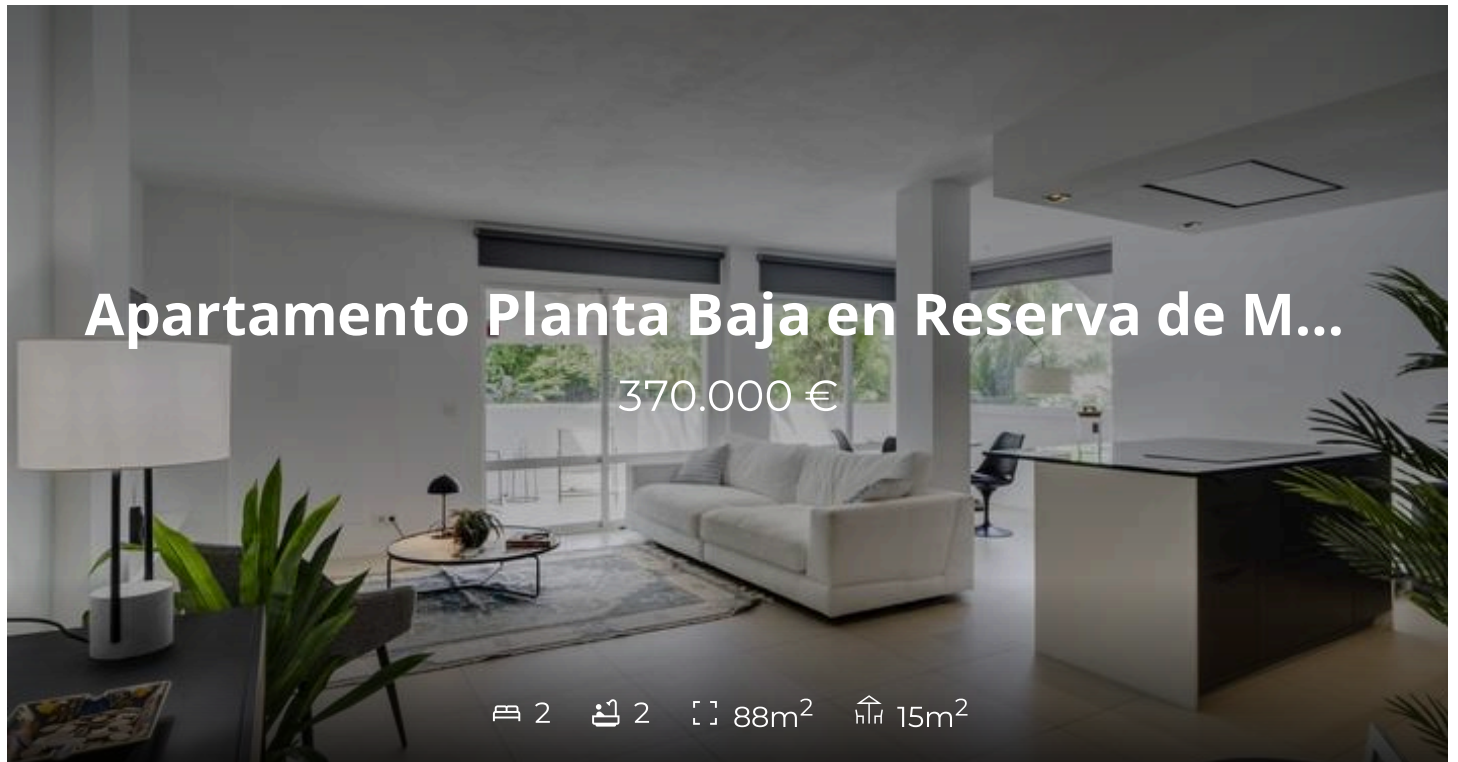 Apartamento Planta Baja en Reserva de M...
370.000 €
2 2 88m² 15m²